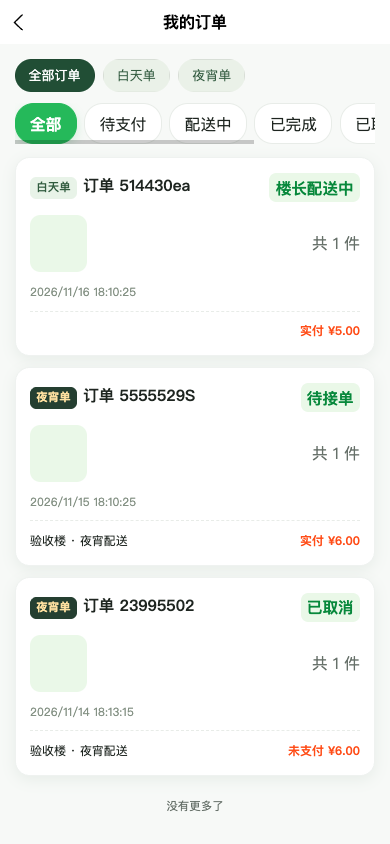 我的订单
全部订单 白天单 夜宵单
全部 待支付 配送中 已完成
白天单 订单 514430ea 楼长配送中
共 1 件
2026/11/16 18:10:25
实付 ¥5.00
夜宵单 订单 5555529S 待接单
共 1 件
2026/11/15 18:10:25
验收楼 · 夜宵配送 实付 ¥6.00
夜宵单 订单 23995502 已取消
共 1 件
2026/11/14 18:13:15
验收楼 · 夜宵配送 未支付 ¥6.00
没有更多了